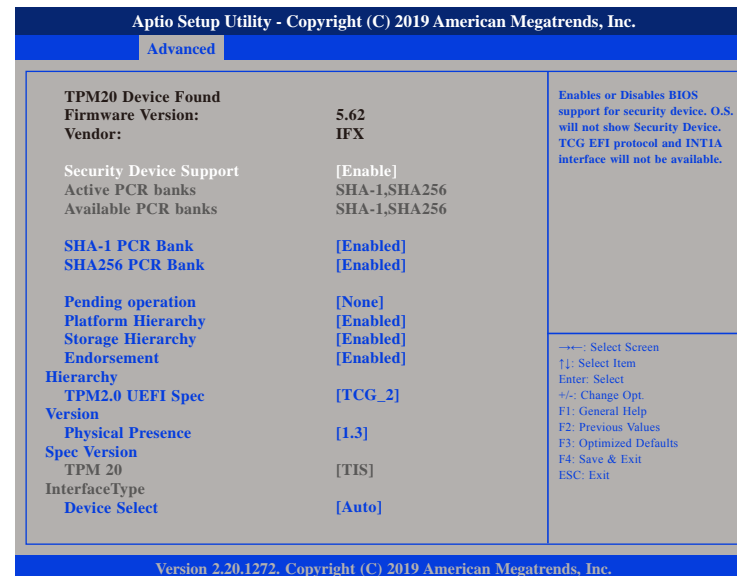 Aptio Setup Utility - Copyright (C) 2019 American Megatrends, Inc.
Advanced
TPM20 Device Found
Firmware Version: 5.62
Vendor: IFX
Security Device Support [Enable]
Active PCR banks SHA-1,SHA256
Available PCR banks SHA-1,SHA256
SHA-1 PCR Bank [Enabled]
SHA256 PCR Bank [Enabled]
Pending operation [None]
Platform Hierarchy [Enabled]
Storage Hierarchy [Enabled]
Endorsement [Enabled]
Hierarchy
TPM2.0 UEFI Spec [TCG_2]
Version
Physical Presence [1.3]
Spec Version
TPM 20 [TIS]
InterfaceType
Device Select [Auto]
Enables or Disables BIOS
support for security device. O.S.
will not show Security Device.
TCG EFI protocol and INT1A
interface will not be available.
→←: Select Screen
↑↓: Select Item
Enter: Select
+/-: Change Opt.
F1: General Help
F2: Previous Values
F3: Optimized Defaults
F4: Save & Exit
ESC: Exit
Version 2.20.1272. Copyright (C) 2019 American Megatrends, Inc.